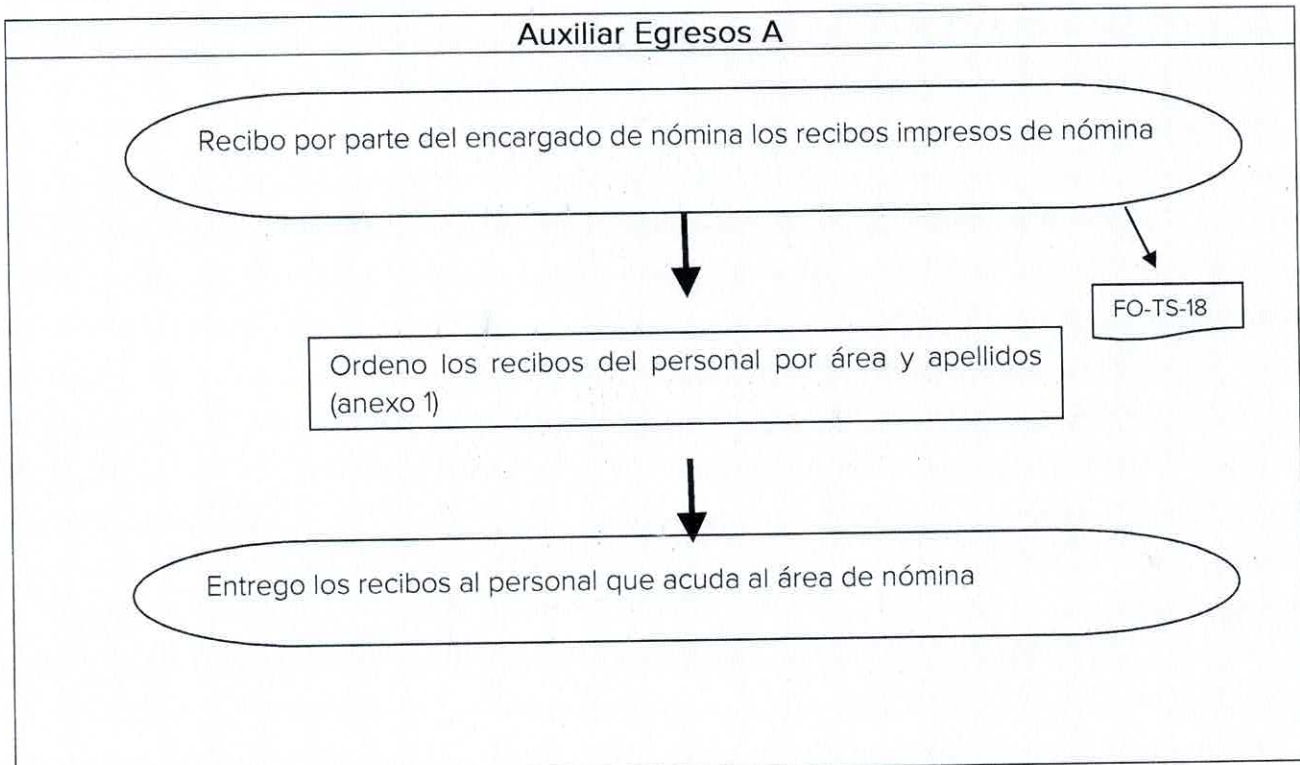 Auxiliar Egresos A
Recibo por parte del encargado de nómina los recibos impresos de nómina
FO-TS-18
Ordeno los recibos del personal por área y apellidos
(anexo 1)
Entrego los recibos al personal que acuda al área de nómina